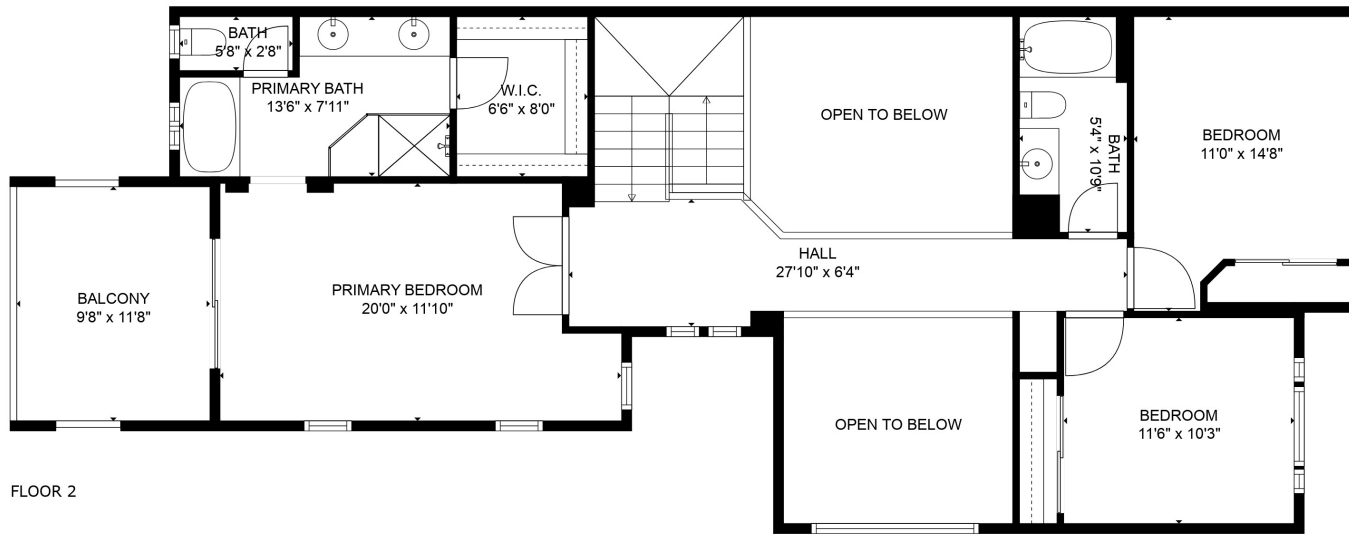 BATH
5'8" x 2'8"
PRIMARY BATH
13'6" x 7'11"
W.I.C.
6'6" x 8'0"
OPEN TO BELOW
BATH
5'4" x 10'9"
BEDROOM
11'0" x 14'8"
HALL
27'10" x 6'4"
BALCONY
9'8" x 11'8"
PRIMARY BEDROOM
20'0" x 11'10"
OPEN TO BELOW
BEDROOM
11'6" x 10'3"
FLOOR 2